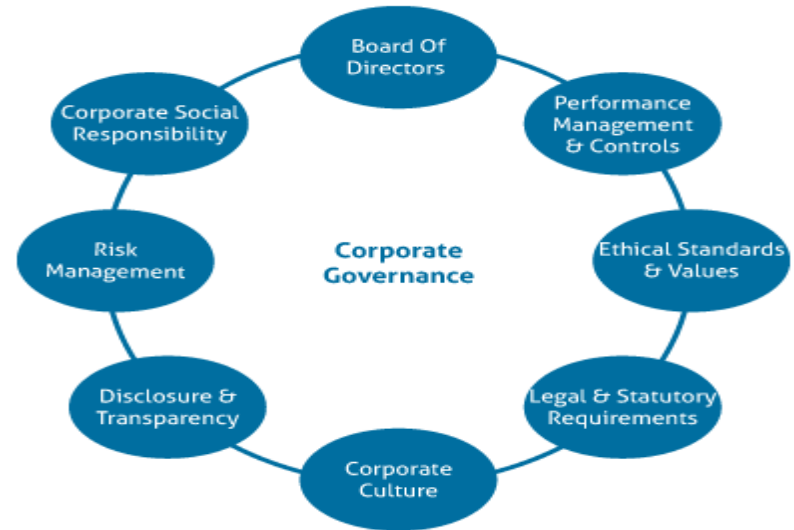 Board Of
Directors
Performance
Management
& Controls
Ethical Standards
& Values
Legal & Statutory
Requirements
Corporate
Culture
Disclosure &
Transparency
Risk
Management
Corporate Social
Responsibility
Corporate
Governance